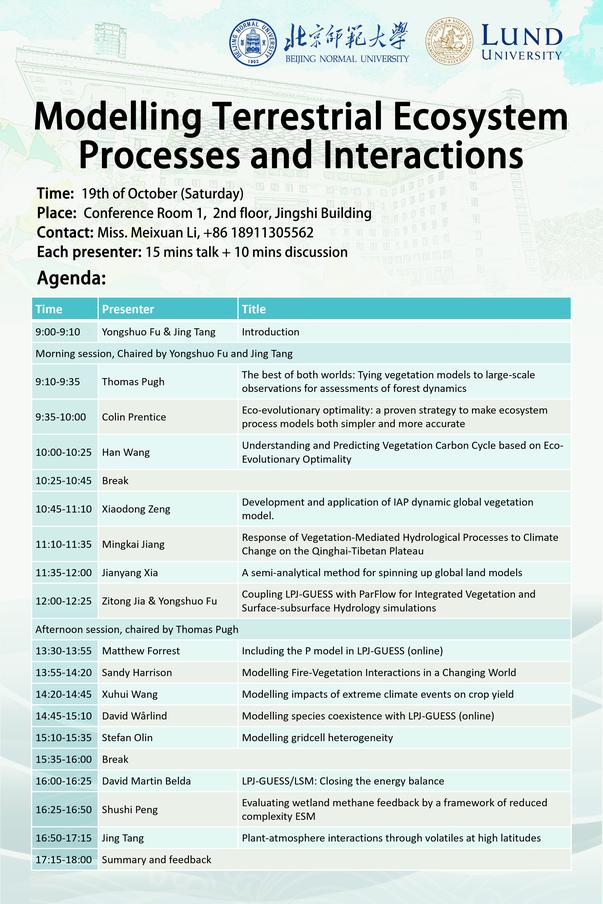 北京師範大學
BEIJING NORMAL UNIVERSITY
LUND
UNIVERSITY
BEIJING NORMAL UNIVERSITY
1902
Modelling Terrestrial Ecosystem
Processes and Interactions
Time: 19th of October (Saturday)
Place: Conference Room 1, 2nd floor, Jingshi Building
Contact: Miss. Meixuan Li, +86 18911305562
Each presenter: 15 mins talk + 10 mins discussion
Agenda:
Time Presenter Title
9:00-9:10 Yongshuo Fu & Jing Tang Introduction
Morning session, Chaired by Yongshuo Fu and Jing Tang
9:10-9:35 Thomas Pugh The best of both worlds: Tying vegetation models to large-scale
observations for assessments of forest dynamics
9:35-10:00 Colin Prentice Eco-evolutionary optimality: a proven strategy to make ecosystem
process models both simpler and more accurate
10:00-10:25 Han Wang Understanding and Predicting Vegetation Carbon Cycle based on Eco-
Evolutionary Optimality
10:25-10:45 Break
10:45-11:10 Xiaodong Zeng Development and application of IAP dynamic global vegetation
model.
11:10-11:35 Mingkai Jiang Response of Vegetation-Mediated Hydrological Processes to Climate
Change on the Qinghai-Tibetan Plateau
11:35-12:00 Jianyang Xia A semi-analytical method for spinning up global land models
12:00-12:25 Zitong Jia & Yongshuo Fu Coupling LPJ-GUESS with ParFlow for Integrated Vegetation and
Surface-subsurface Hydrology simulations
Afternoon session, chaired by Thomas Pugh
13:30-13:55 Matthew Forrest Including the P model in LPJ-GUESS (online)
13:55-14:20 Sandy Harrison Modelling Fire-Vegetation Interactions in a Changing World
14:20-14:45 Xuhui Wang Modelling impacts of extreme climate events on crop yield
14:45-15:10 David Wårlind Modelling species coexistence with LPJ-GUESS (online)
15:10-15:35 Stefan Olin Modelling gridcell heterogeneity
15:35-16:00 Break
16:00-16:25 David Martin Belda LPJ-GUESS/LSM: Closing the energy balance
16:25-16:50 Shushi Peng Evaluating wetland methane feedback by a framework of reduced
complexity ESM
16:50-17:15 Jing Tang Plant-atmosphere interactions through volatiles at high latitudes
17:15-18:00 Summary and feedback